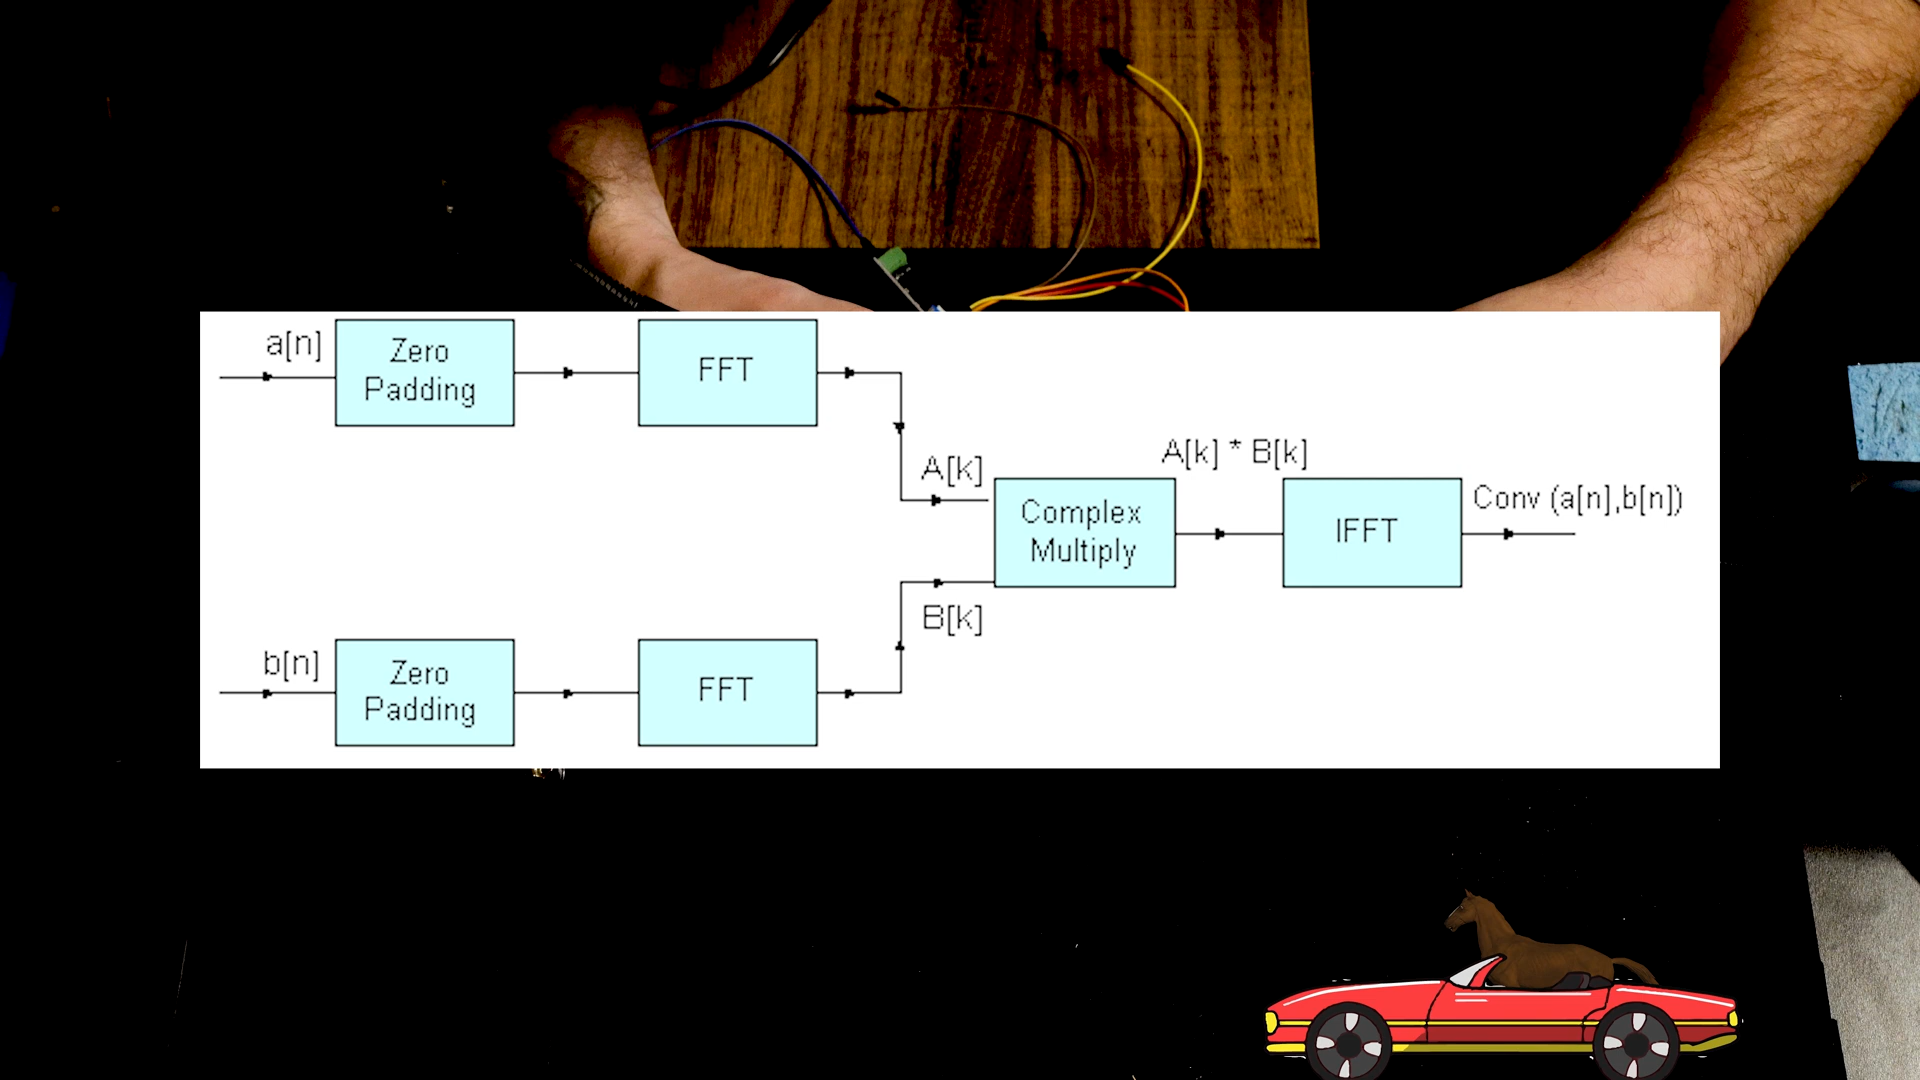 a[n]
Zero
Padding
FFT
A[k]
A[k] * B[k]
Complex
Multiply
IFFT
Conv (a[n],b[n])
B[k]
b[n]
Zero
Padding
FFT